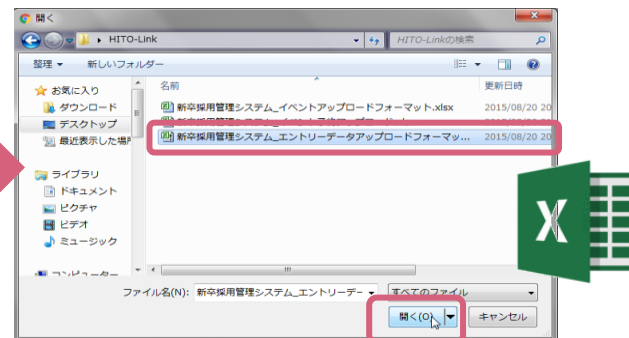 開く
HITO-Link
HITO-Linkの検索
整理 新しいフォルダー
名前 更新日時
お気に入り
ダウンロード
デスクトップ
最近表示した場所
ライブラリ
ドキュメント
ピクチャ
ビデオ
ミュージック
コンピューター
新卒採用管理システム_イベントアップロードフォーマット.xlsx 2015/08/20 20
新卒採用管理システム_エントリーデータアップロードフォーマッ... 2015/08/20 20
ファイル名(N): 新卒採用管理システム_エントリーデー すべてのファイル
開く(O) キャンセル
X